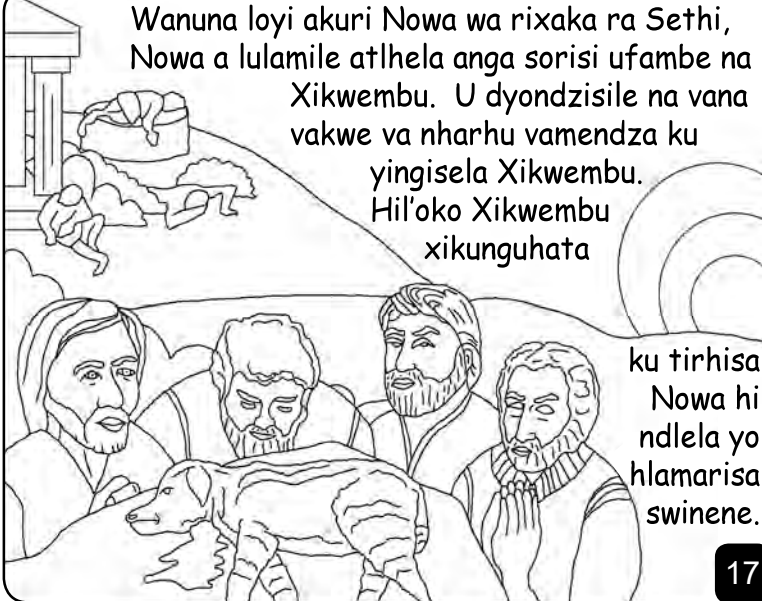 Wanuna loyi akuri Nowa wa rixaka ra Sethi,
Nowa a lulamile atlhela anga sorisi ufambe na
Xikwembu.  U dyondzisile na vana
vakwe va nharhu vamendza ku
yingisela Xikwembu.
Hil'oko Xikwembu
xikunguhata
ku tirhisa
Nowa hi
ndlela yo
hlamarisa
swinene.
17